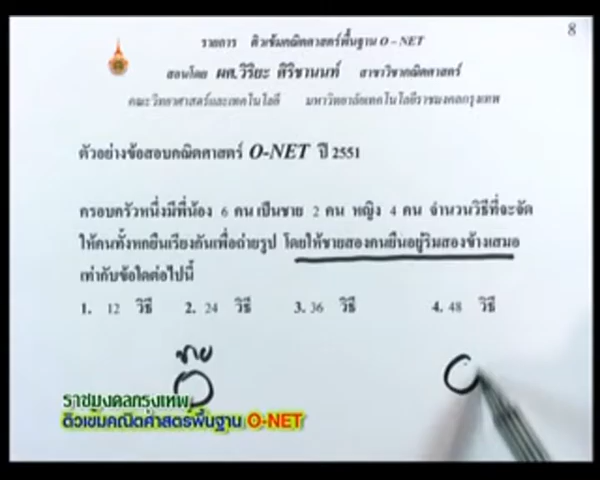 8
รายการ ติวเข้มคณิตศาสตร์พื้นฐาน O – NET
สอนโดย ผศ.วิริยะ ศิริชานนท์ สาขาวิชาคณิตศาสตร์
คณะวิทยาศาสตร์และเทคโนโลยี มหาวิทยาลัยเทคโนโลยีราชมงคลกรุงเทพ
ตัวอย่างข้อสอบคณิตศาสตร์ O-NET ปี 2551
ครอบครัวหนึ่งมีพี่น้อง 6 คน เป็นชาย 2 คน หญิง 4 คน จำนวนวิธีที่จะจัด
ให้คนทั้งหกยืนเรียงกันเพื่อถ่ายรูป โดยให้ชายสองคนยืนอยู่ริมสองข้างเสมอ
เท่ากับข้อใดต่อไปนี้
1. 12 วิธี 2. 24 วิธี 3. 36 วิธี 4. 48 วิธี
ชาย
ราชมงคลกรุงเทพ
ติวเข้มคณิตศาสตร์พื้นฐาน O-NET